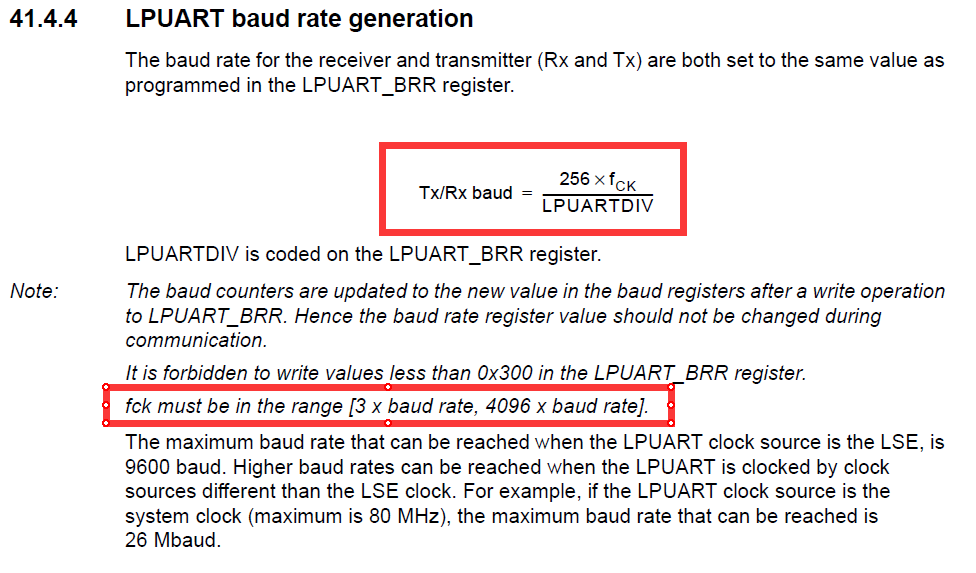 41.4.4 LPUART baud rate generation
The baud rate for the receiver and transmitter (Rx and Tx) are both set to the same value as
programmed in the LPUART_BRR register.
Tx/Rx baud = 256 × fCK
LPUARTDIV
LPUARTDIV is coded on the LPUART_BRR register.
Note: The baud counters are updated to the new value in the baud registers after a write operation
to LPUART_BRR. Hence the baud rate register value should not be changed during
communication.
It is forbidden to write values less than 0x300 in the LPUART_BRR register.
fck must be in the range [3 x baud rate, 4096 x baud rate].
The maximum baud rate that can be reached when the LPUART clock source is the LSE, is
9600 baud. Higher baud rates can be reached when the LPUART is clocked by clock
sources different than the LSE clock. For example, if the LPUART clock source is the
system clock (maximum is 80 MHz), the maximum baud rate that can be reached is
26 Mbaud.